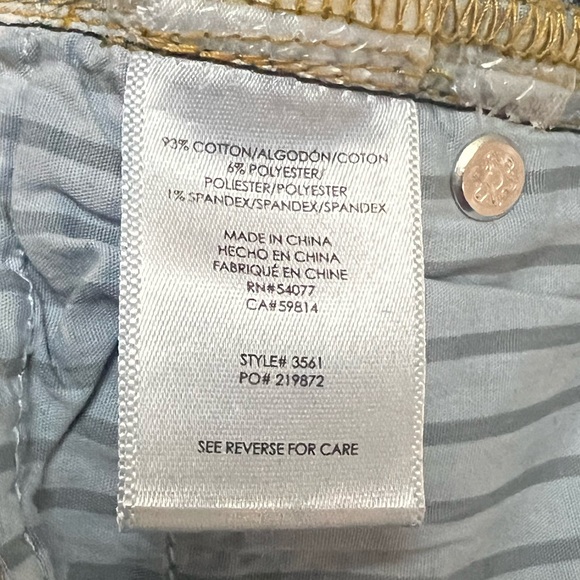 93% COTTON/ALGODÓN/COTON
6% POLYESTER/
POLIÉSTER/POLYESTER
1% SPANDEX/SPANDEX/SPANDEX
MADE IN CHINA
HECHO EN CHINA
FABRIQUÉ EN CHINE
RN#54077
CA#59814
STYLE# 3561
PO# 219872
SEE REVERSE FOR CARE